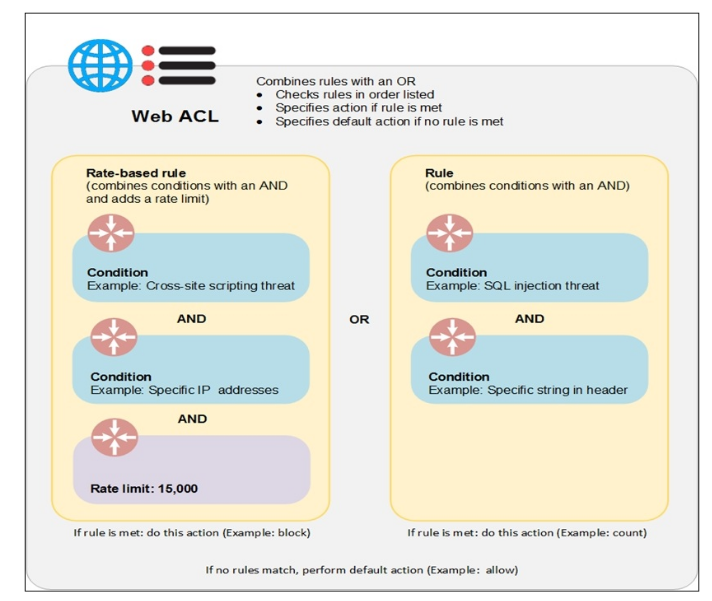 Web ACL
Combines rules with an OR
• Checks rules in order listed
• Specifies action if rule is met
• Specifies default action if no rule is met
Rate-based rule
(combines conditions with an AND
and adds a rate limit)
Condition
Example: Cross-site scripting threat
AND
Condition
Example: Specific IP addresses
AND
Rate limit: 15,000
If rule is met: do this action (Example: block)
OR
Rule
(combines conditions with an AND)
Condition
Example: SQL injection threat
AND
Condition
Example: Specific string in header
If rule is met: do this action (Example: count)
If no rules match, perform default action (Example: allow)